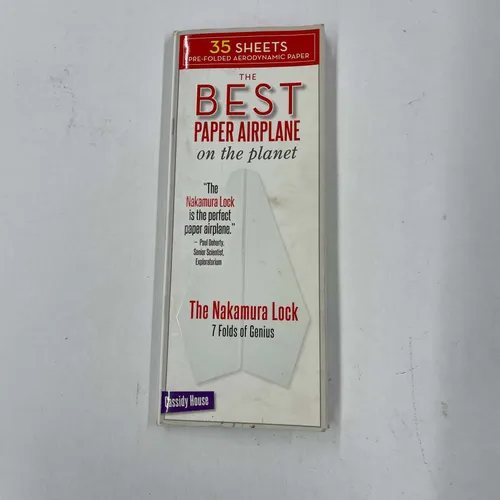 35 SHEETS
PRE-FOLDED AERODYNAMIC PAPER
THE
BEST
PAPER AIRPLANE
on the planet
"The
Nakamura Lock
is the perfect
paper airplane."
– Paul Doherty,
Senior Scientist,
Exploratorium
The Nakamura Lock
7 Folds of Genius
Cassidy House